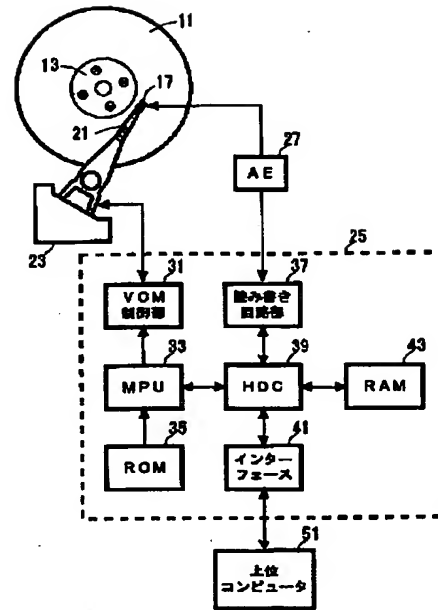 11
13
17
21
27
AE
23
25
31
VCM
制御部
37
読み書き
回路部
33
MPU
39
HDC
43
RAM
35
ROM
41
インター
フェース
51
上位
コンピュータ